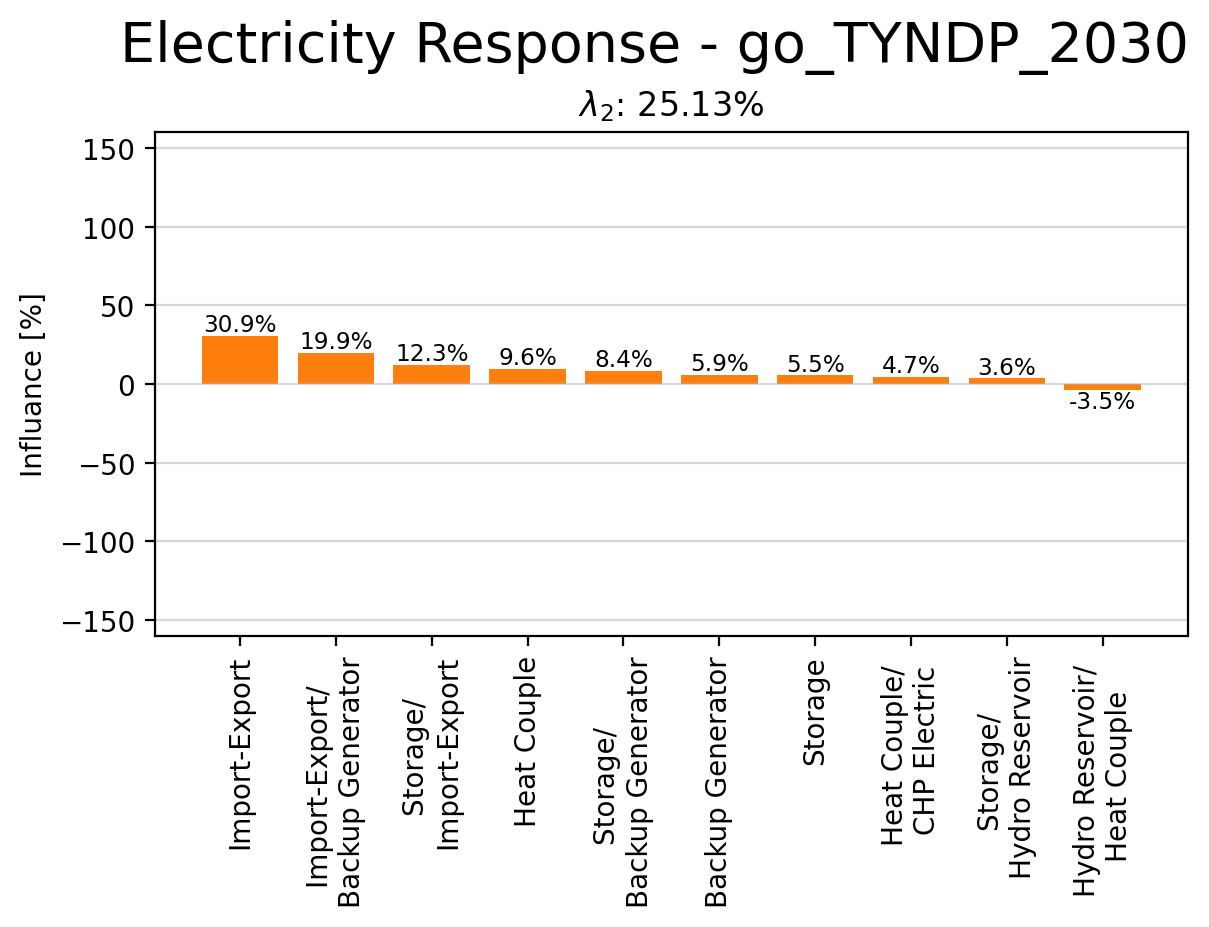 Electricity Response - go_TYNDP_2030
λ₂: 25.13%
150
100
50
0
−50
−100
−150
Influance [%]
30.9%
19.9%
12.3%
9.6%
8.4%
5.9%
5.5%
4.7%
3.6%
-3.5%
Import-Export
Import-Export/
Backup Generator
Storage/
Import-Export
Heat Couple
Storage/
Backup Generator
Backup Generator
Storage
Heat Couple/
CHP Electric
Storage/
Hydro Reservoir
Hydro Reservoir/
Heat Couple